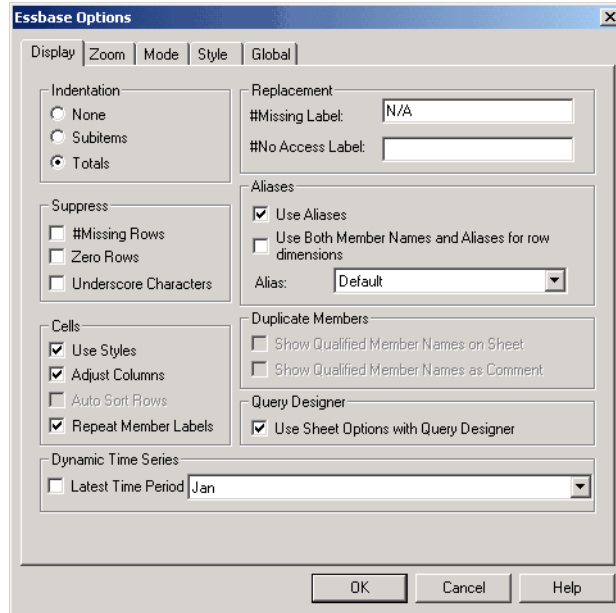 Essbase Options
Display
Zoom
Mode
Style
Global
Indentation
None
Subitems
Totals
Suppress
#Missing Rows
Zero Rows
Underscore Characters
Cells
Use Styles
Adjust Columns
Auto Sort Rows
Repeat Member Labels
Replacement
#Missing Label: N/A
#No Access Label:
Aliases
Use Aliases
Use Both Member Names and Aliases for row
dimensions
Alias: Default
Duplicate Members
Show Qualified Member Names on Sheet
Show Qualified Member Names as Comment
Query Designer
Use Sheet Options with Query Designer
Dynamic Time Series
Latest Time Period Jan
OK
Cancel
Help